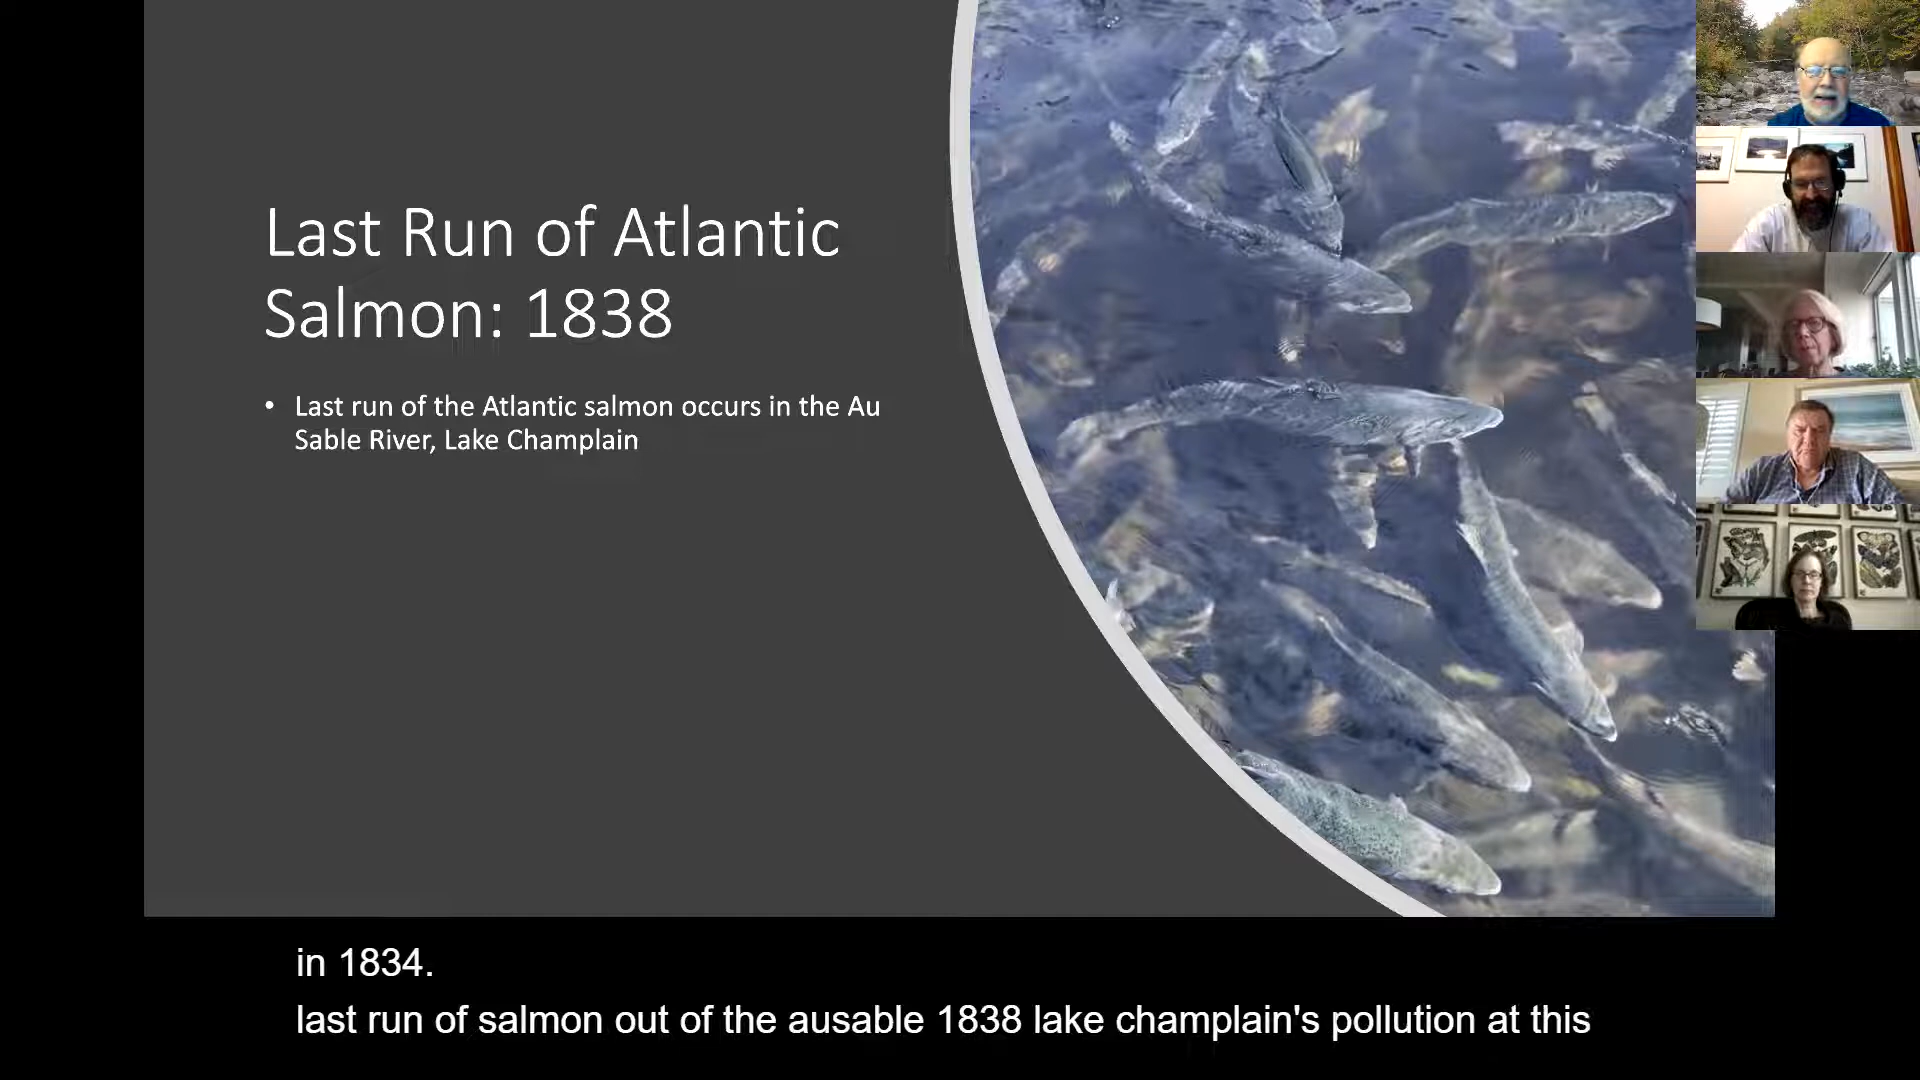 Last Run of Atlantic
Salmon: 1838
• Last run of the Atlantic salmon occurs in the Au
Sable River, Lake Champlain
in 1834.
last run of salmon out of the ausable 1838 lake champlain's pollution at this